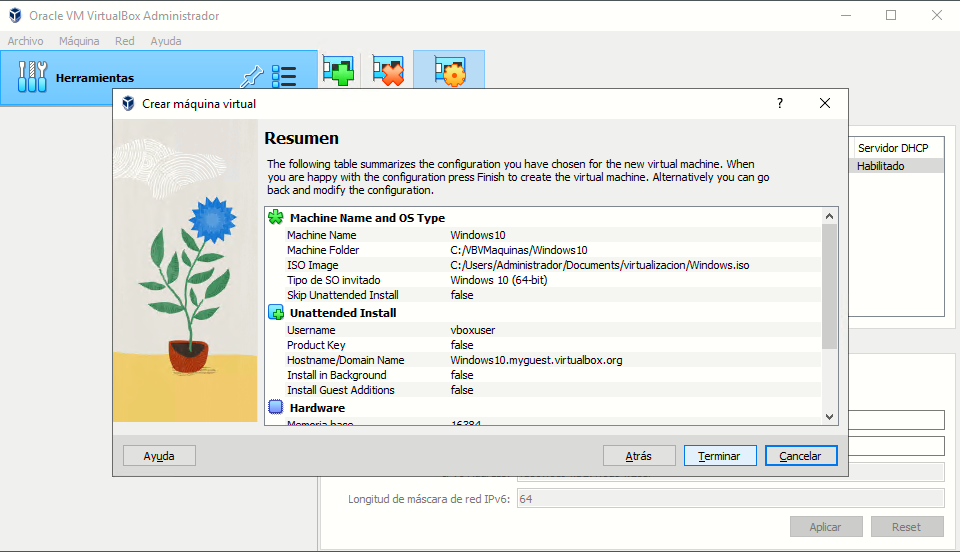 Oracle VM VirtualBox Administrador
Archivo Máquina Red Ayuda
Herramientas
Crear máquina virtual
?
Servidor DHCP
Habilitado
Resumen
The following table summarizes the configuration you have chosen for the new virtual machine. When
you are happy with the configuration press Finish to create the virtual machine. Alternatively you can go
back and modify the configuration.
Machine Name and OS Type
Machine Name Windows10
Machine Folder C:/VBVMaquinas/Windows10
ISO Image C:/Users/Administrador/Documents/virtualizacion/Windows.iso
Tipo de SO invitado Windows 10 (64-bit)
Skip Unattended Install false
Unattended Install
Username vboxuser
Product Key false
Hostname/Domain Name Windows10.myguest.virtualbox.org
Install in Background false
Install Guest Additions false
Hardware
Memoria base 16384
Ayuda Atrás Terminar Cancelar
Longitud de máscara de red IPv6: 64
Aplicar Reset